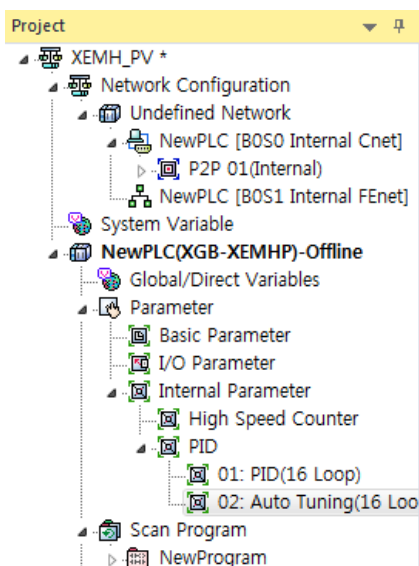 Project
XEMH_PV *
Network Configuration
Undefined Network
NewPLC [B0S0 Internal Cnet]
P2P 01(Internal)
NewPLC [B0S1 Internal FEnet]
System Variable
NewPLC(XGB-XEMHP)-Offline
Global/Direct Variables
Parameter
Basic Parameter
I/O Parameter
Internal Parameter
High Speed Counter
PID
01: PID(16 Loop)
02: Auto Tuning(16 Loo
Scan Program
NewProgram